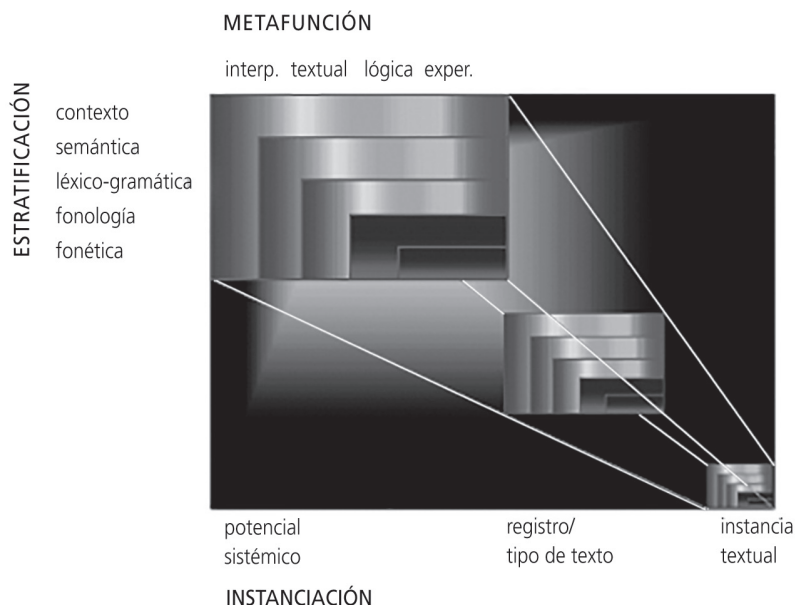 METAFUNCIÓN
interp. textual lógica exper.
ESTRATIFICACIÓN
contexto
semántica
léxico-gramática
fonología
fonética
potencial
sistémico
registro/
tipo de texto
instancia
textual
INSTANCIACIÓN